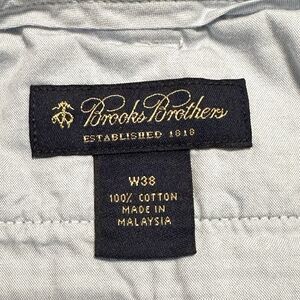 Brooks Brothers
ESTABLISHED 1818
W38
100% COTTON
MADE IN
MALAYSIA